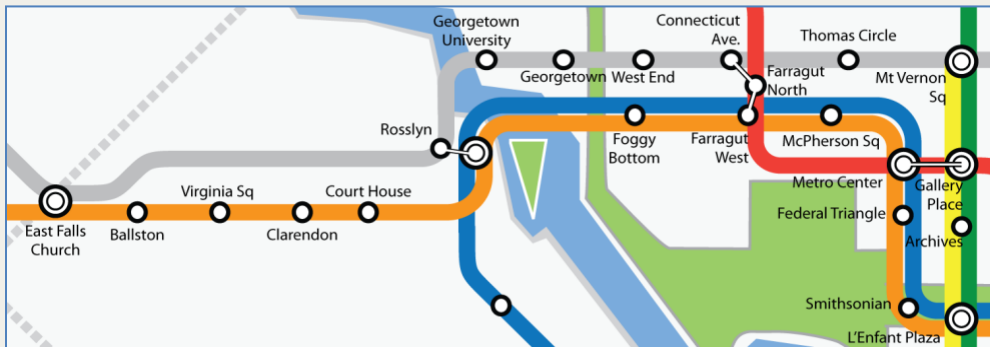 Georgetown
University
Connecticut
Ave.
Thomas Circle
Georgetown
West End
Farragut
North
Mt Vernon
Sq
Rosslyn
Foggy
Bottom
Farragut
West
McPherson Sq
Metro Center
Gallery
Place
Virginia Sq
Court House
East Falls
Church
Ballston
Clarendon
Federal Triangle
Archives
Smithsonian
L'Enfant Plaza